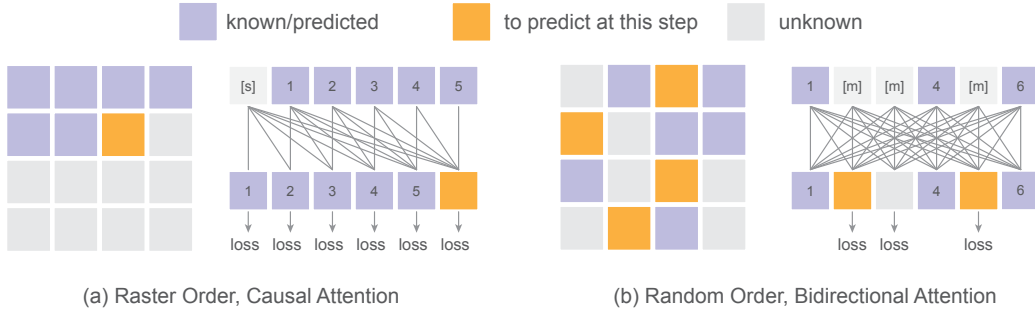 known/predicted to predict at this step unknown
[s] 1 2 3 4 5
1 2 3 4 5
loss loss loss loss loss loss
(a) Raster Order, Causal Attention
1 [m] [m] 4 [m] 6
1 4 6
loss loss loss
(b) Random Order, Bidirectional Attention